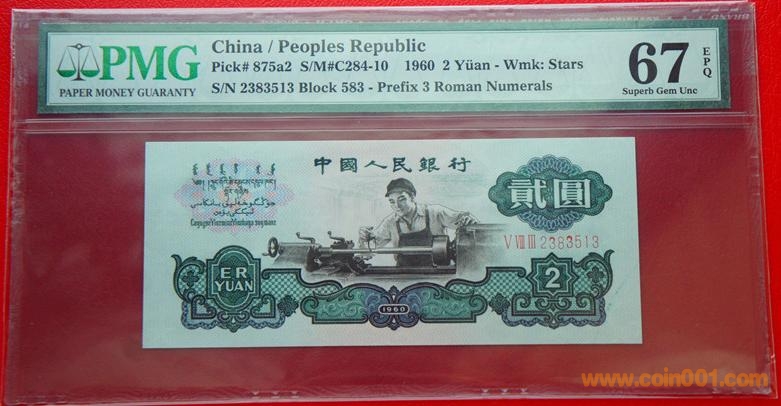 PMG
PAPER MONEY GUARANTY
China / Peoples Republic
Pick# 875a2 S/M#C284-10 1960 2 Yüan - Wmk: Stars
S/N 2383513 Block 583 - Prefix 3 Roman Numerals
67
EPQ
Superb Gem Unc
中國人民銀行
貳圓
V VIII III 2383513
ER
YUAN
1960
2
www.coin001.com